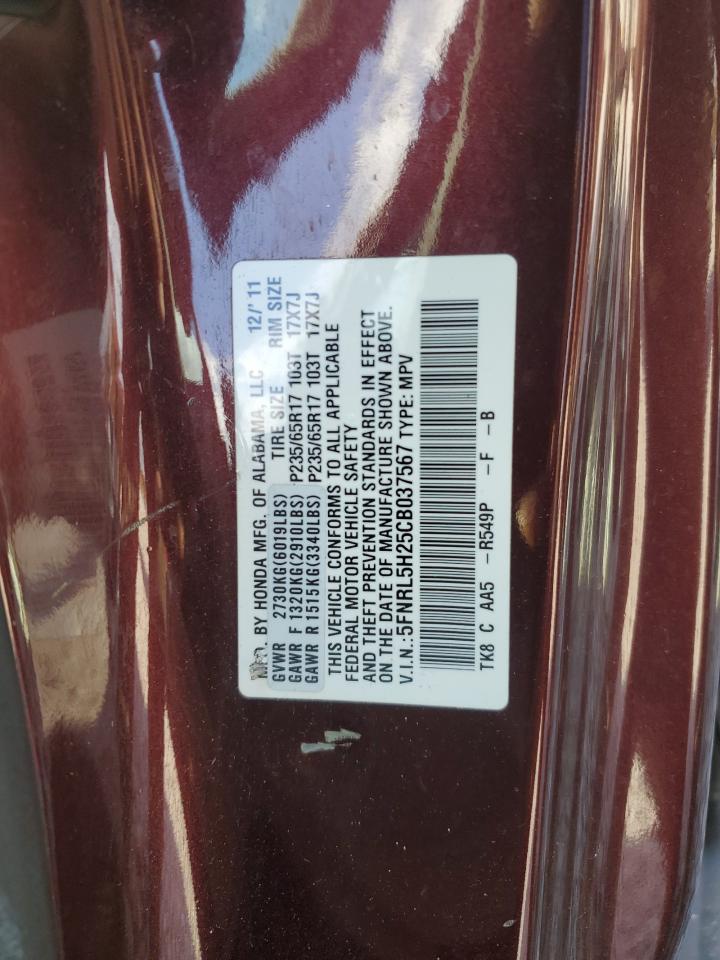 MFD. BY HONDA MFG. OF ALABAMA, LLC 12/' 11
GVWR 2730KG(6019LBS) TIRE SIZE RIM SIZE
GAWR F 1320KG(2910LBS) P235/65R17 103T 17X7J
GAWR R 1515KG(3340LBS) P235/65R17 103T 17X7J
THIS VEHICLE CONFORMS TO ALL APPLICABLE
FEDERAL MOTOR VEHICLE SAFETY
AND THEFT PREVENTION STANDARDS IN EFFECT
ON THE DATE OF MANUFACTURE SHOWN ABOVE.
V.I.N.:5FNRL5H25CB037567 TYPE: MPV
TK8 C AA5 -R549P -F -B